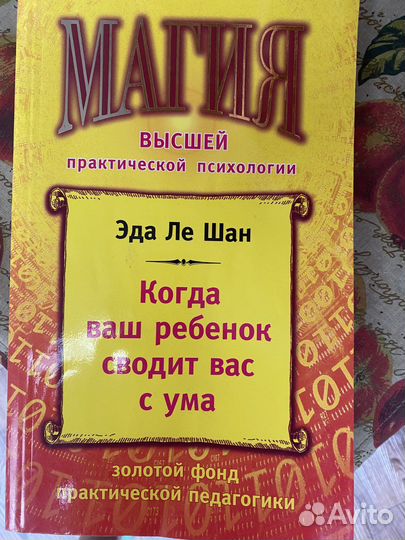 МАГИЯ
ВЫСШЕЙ
практической психологии
Эда Ле Шан
Когда
ваш ребенок
сводит вас
с ума
золотой фонд
практической педагогики
Avito